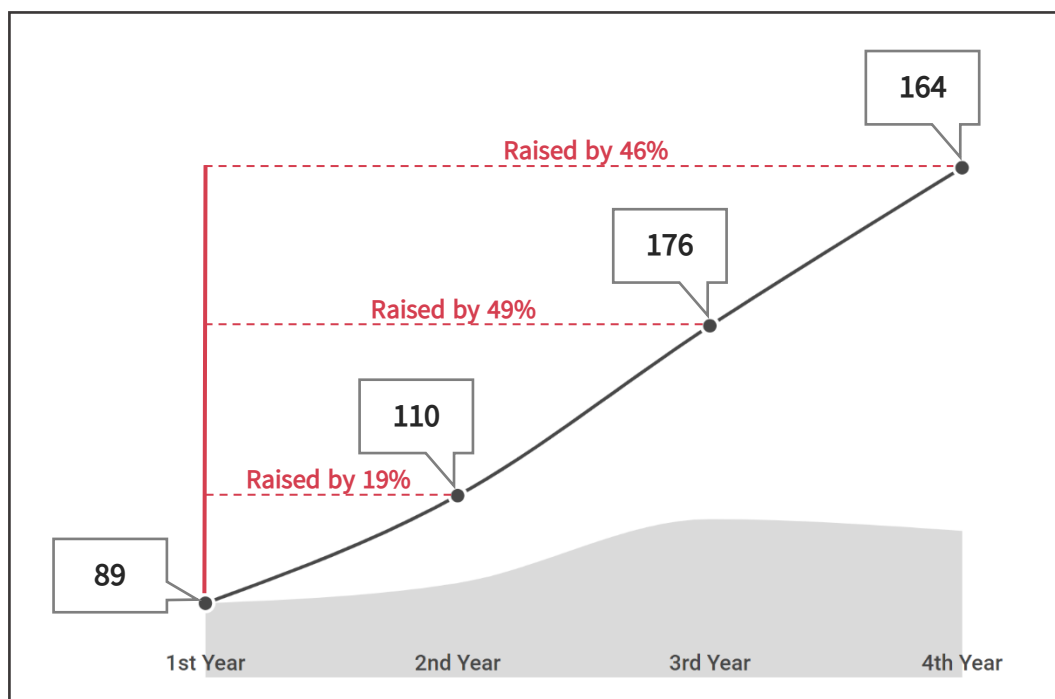 164
Raised by 46%
176
Raised by 49%
110
Raised by 19%
89
1st Year
2nd Year
3rd Year
4th Year